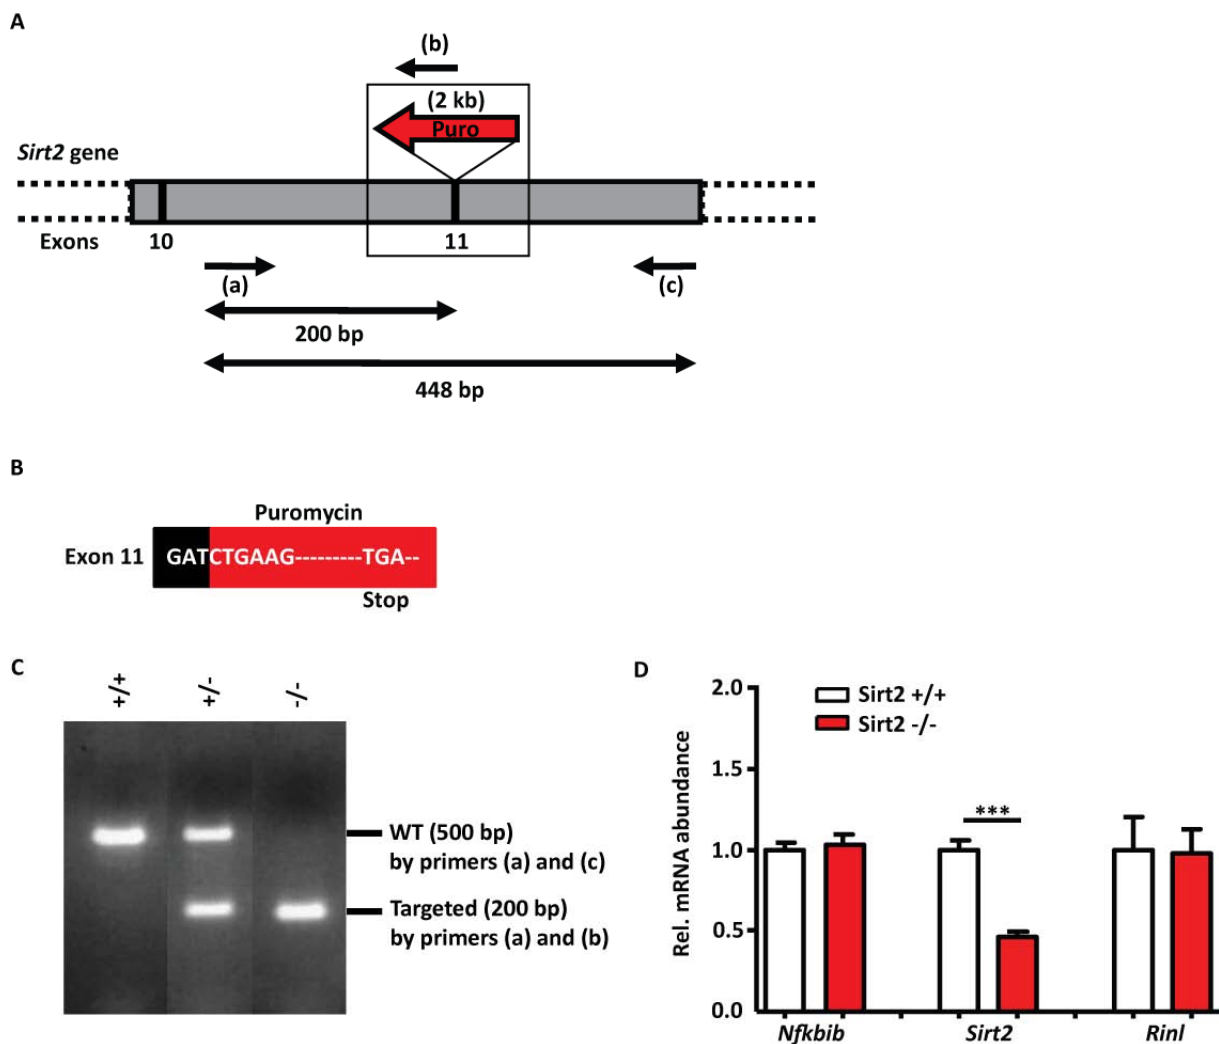 A
(b)
(2 kb)
Puro
Sirt2 gene
Exons
10
11
(a)
(c)
200 bp
448 bp
B
Puromycin
Exon 11
GATCTGAAG---------TGA--
Stop
C
+/+
+/-
-/-
WT (500 bp)
by primers (a) and (c)
Targeted (200 bp)
by primers (a) and (b)
D
2.0
1.5
1.0
0.5
0.0
Rel. mRNA abundance
Sirt2 +/+
Sirt2 -/-
***
Nfkbib
Sirt2
Rinl